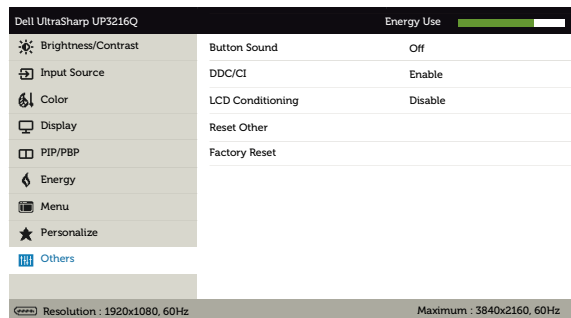 Dell UltraSharp UP3216Q Energy Use
Brightness/Contrast Button Sound Off
Input Source DDC/CI Enable
Color LCD Conditioning Disable
Display Reset Other
PIP/PBP Factory Reset
Energy
Menu
Personalize
Others
Resolution : 1920x1080, 60Hz Maximum : 3840x2160, 60Hz